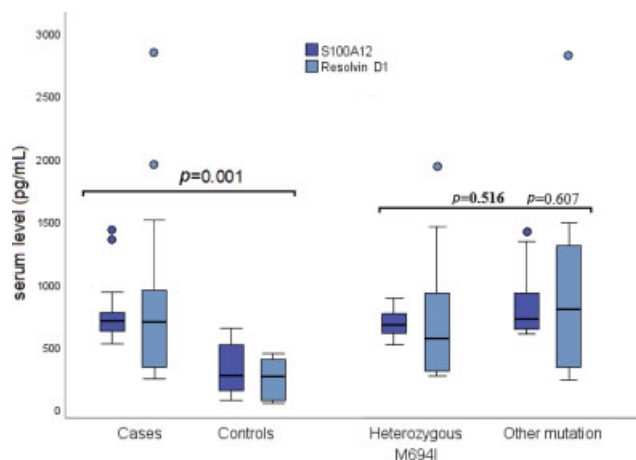 3000
S100A12
Resolvin D1
2500
2000
p=0.001
p=0.516 p=0.607
1500
serum level (pg/mL)
1000
500
0
Cases Controls Heterozygous Other mutation
M694I